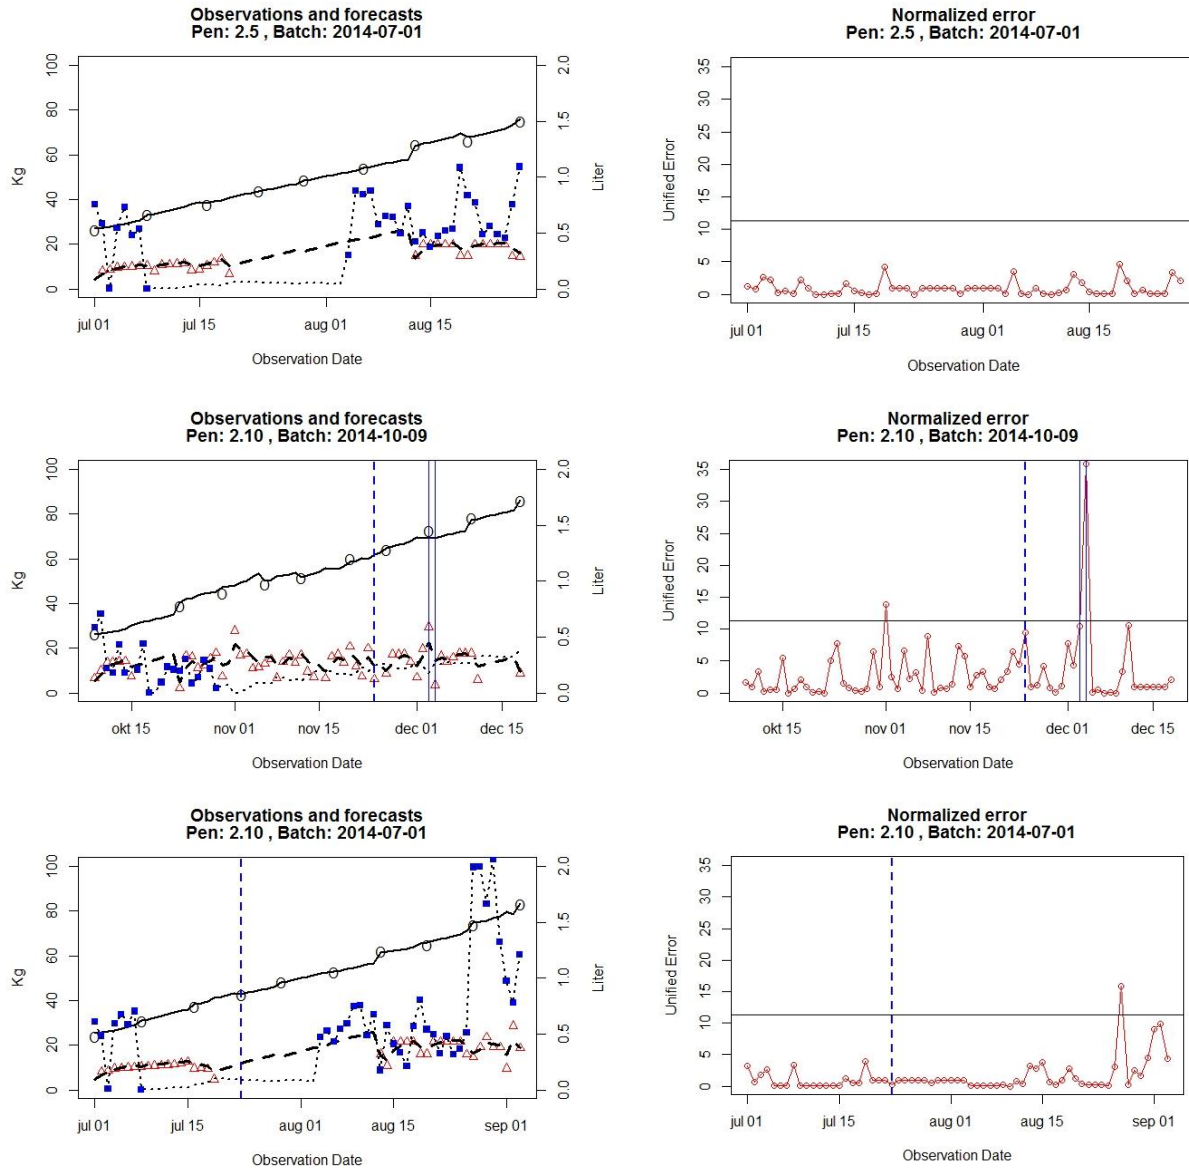 Observations and forecasts
Pen: 2.5 , Batch: 2014-07-01
100
80
60
40
20
0
Kg
2.0
1.5
1.0
0.5
0.0
Liter
jul 01 jul 15 aug 01 aug 15
Observation Date
Normalized error
Pen: 2.5 , Batch: 2014-07-01
35
30
25
20
15
10
5
0
Unified Error
jul 01 jul 15 aug 01 aug 15
Observation Date
Observations and forecasts
Pen: 2.10 , Batch: 2014-10-09
100
80
60
40
20
0
Kg
2.0
1.5
1.0
0.5
0.0
Liter
okt 15 nov 01 nov 15 dec 01 dec 15
Observation Date
Normalized error
Pen: 2.10 , Batch: 2014-10-09
35
30
25
20
15
10
5
0
Unified Error
okt 15 nov 01 nov 15 dec 01 dec 15
Observation Date
Observations and forecasts
Pen: 2.10 , Batch: 2014-07-01
100
80
60
40
20
0
Kg
2.0
1.5
1.0
0.5
0.0
Liter
jul 01 jul 15 aug 01 aug 15 sep 01
Observation Date
Normalized error
Pen: 2.10 , Batch: 2014-07-01
35
30
25
20
15
10
5
0
Unified Error
jul 01 jul 15 aug 01 aug 15 sep 01
Observation Date